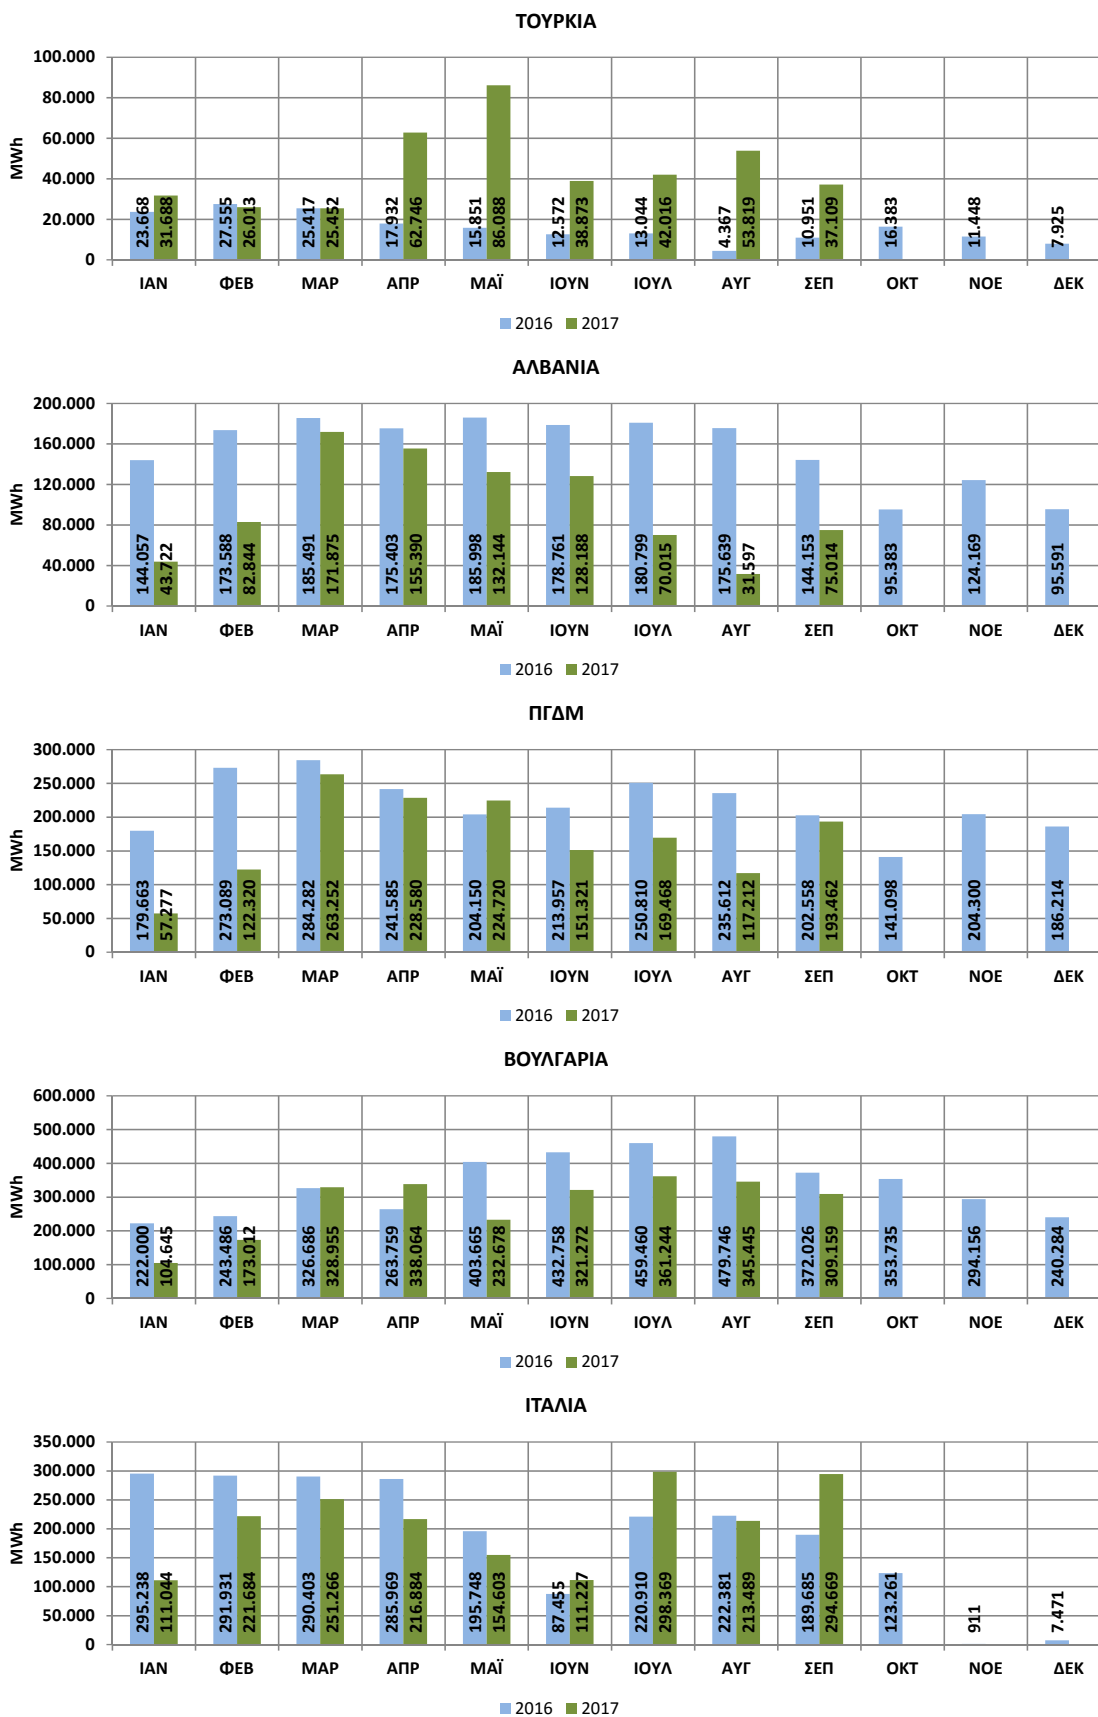 ΤΟΥΡΚΙΑ
100.000
80.000
60.000
40.000
20.000
0
MWh
23.668 31.688 27.555 26.013 25.417 25.452 17.932 62.746 15.851 86.088 12.572 38.873 13.044 42.016 4.367 53.819 10.951 37.109 16.383 11.448 7.925
ΙΑΝ ΦΕΒ ΜΑΡ ΑΠΡ ΜΑΪ ΙΟΥΝ ΙΟΥΛ ΑΥΓ ΣΕΠ ΟΚΤ ΝΟΕ ΔΕΚ
2016 2017
ΑΛΒΑΝΙΑ
200.000
160.000
120.000
80.000
40.000
0
MWh
144.057 43.722 173.588 82.844 185.491 171.875 175.403 155.390 185.998 132.144 178.761 128.188 180.799 70.015 175.639 31.597 144.153 75.014 95.383 124.169 95.591
ΙΑΝ ΦΕΒ ΜΑΡ ΑΠΡ ΜΑΪ ΙΟΥΝ ΙΟΥΛ ΑΥΓ ΣΕΠ ΟΚΤ ΝΟΕ ΔΕΚ
2016 2017
ΠΓΔΜ
300.000
250.000
200.000
150.000
100.000
50.000
0
MWh
179.663 57.277 273.089 122.320 284.282 263.252 241.585 228.580 204.150 224.720 213.957 151.321 250.810 169.468 235.612 117.212 202.558 193.462 141.098 204.300 186.214
ΙΑΝ ΦΕΒ ΜΑΡ ΑΠΡ ΜΑΪ ΙΟΥΝ ΙΟΥΛ ΑΥΓ ΣΕΠ ΟΚΤ ΝΟΕ ΔΕΚ
2016 2017
ΒΟΥΛΓΑΡΙΑ
600.000
500.000
400.000
300.000
200.000
100.000
0
MWh
222.000 104.645 243.486 173.012 326.686 328.955 263.759 338.064 403.665 232.678 432.758 321.272 459.460 361.244 479.746 345.445 372.026 309.159 353.735 294.156 240.284
ΙΑΝ ΦΕΒ ΜΑΡ ΑΠΡ ΜΑΪ ΙΟΥΝ ΙΟΥΛ ΑΥΓ ΣΕΠ ΟΚΤ ΝΟΕ ΔΕΚ
2016 2017
ΙΤΑΛΙΑ
350.000
300.000
250.000
200.000
150.000
100.000
50.000
0
MWh
295.238 111.044 291.931 221.684 290.403 251.266 285.969 216.884 195.748 154.603 87.455 111.227 220.910 298.369 222.381 213.489 189.685 294.669 123.261 911 7.471
ΙΑΝ ΦΕΒ ΜΑΡ ΑΠΡ ΜΑΪ ΙΟΥΝ ΙΟΥΛ ΑΥΓ ΣΕΠ ΟΚΤ ΝΟΕ ΔΕΚ
2016 2017